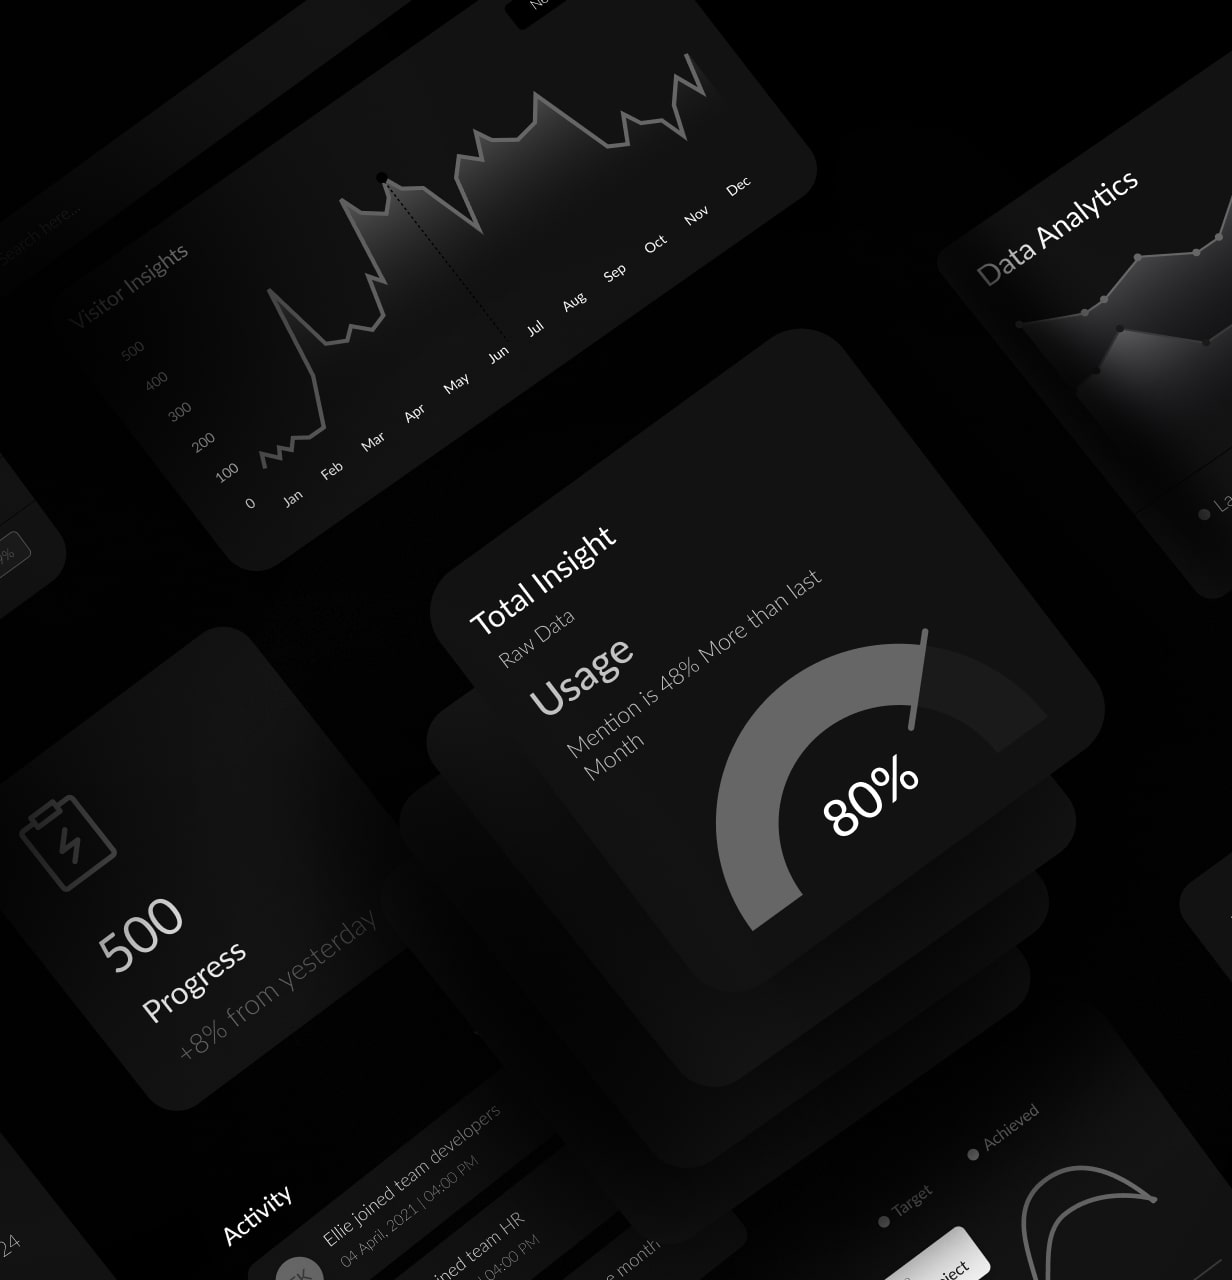 Search here...
Visitor Insights
500
400
300
200
100
0
Jan
Feb
Mar
Apr
May
Jun
Jul
Aug
Sep
Oct
Nov
Dec
Data Analytics
Total Insight
Raw Data
Usage
Mention is 48% More than last
Month
80%
500
Progress
+8% from yesterday
Activity
Ellie joined team developers
04 April, 2021 | 04:00 PM
team HR
04:00 PM
month
Achieved
Target
24